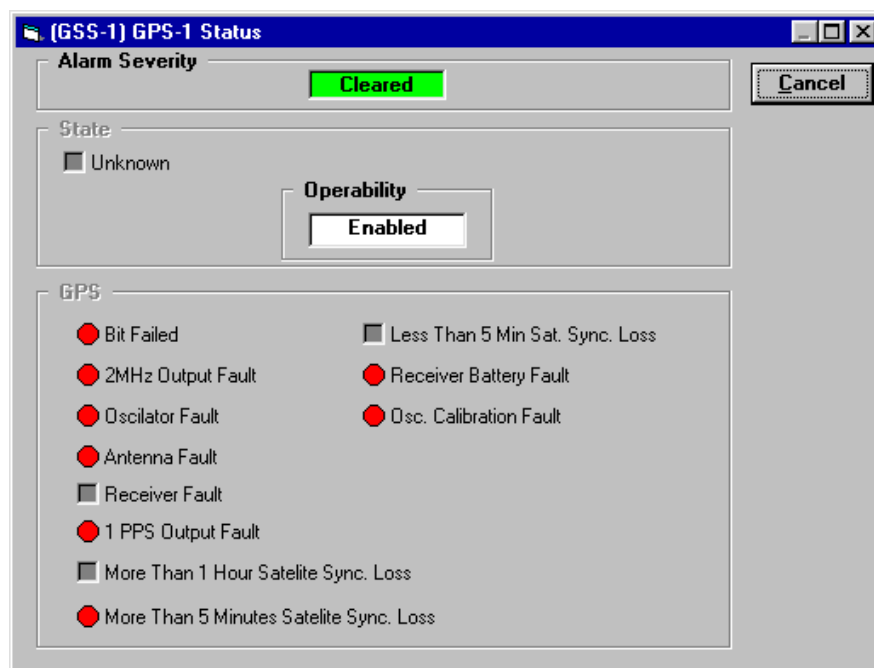 (GSS-1) GPS-1 Status
Alarm Severity
Cleared
Cancel
State
Unknown
Operability
Enabled
GPS
Bit Failed
2MHz Output Fault
Oscilator Fault
Antenna Fault
Receiver Fault
1 PPS Output Fault
More Than 1 Hour Satelite Sync. Loss
More Than 5 Minutes Satelite Sync. Loss
Less Than 5 Min Sat. Sync. Loss
Receiver Battery Fault
Osc. Calibration Fault